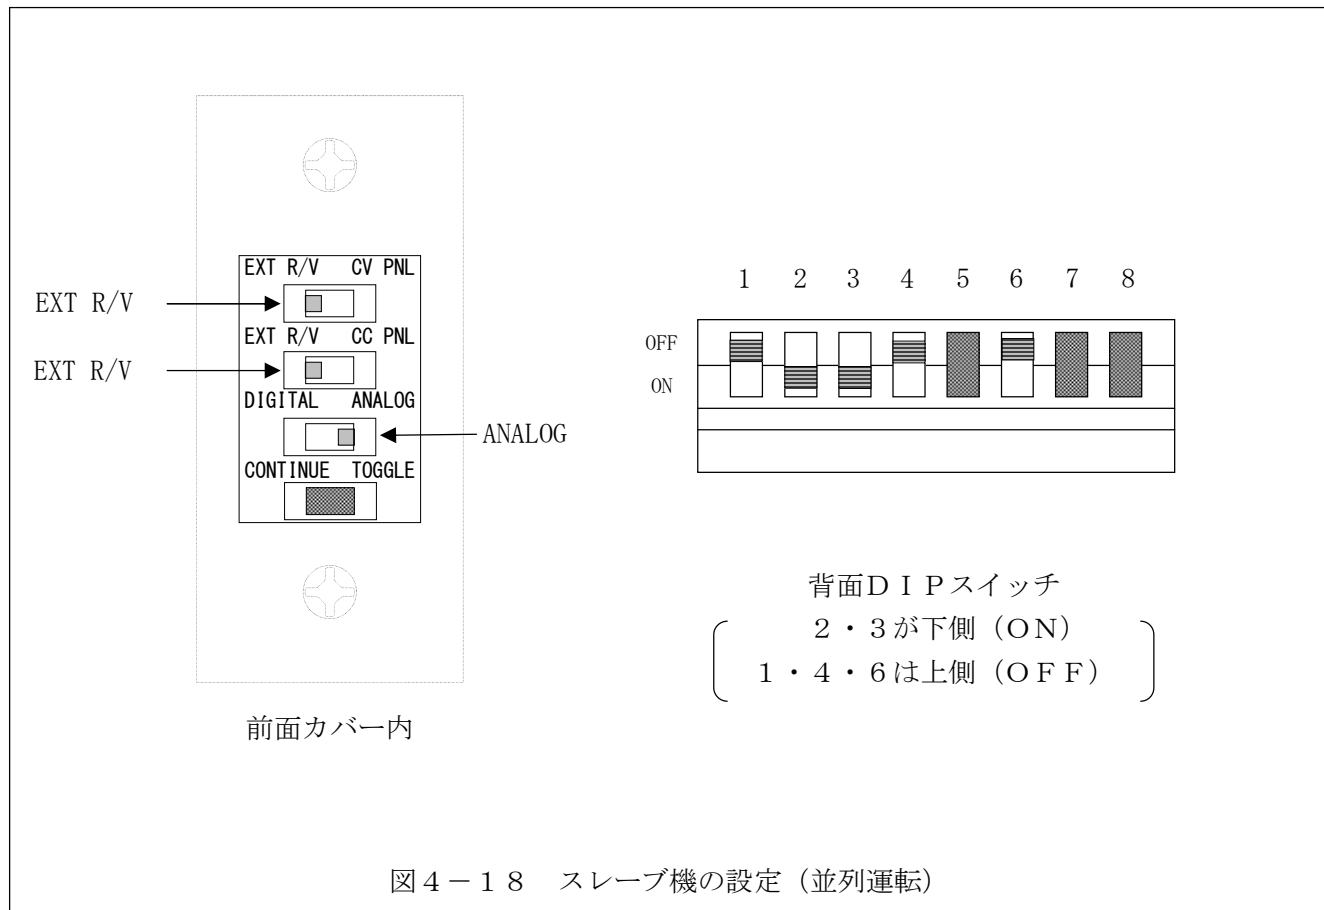 EXT R/V CV PNL
EXT R/V
EXT R/V CC PNL
EXT R/V
DIGITAL ANALOG
ANALOG
CONTINUE TOGGLE
前面カバー内
1 2 3 4 5 6 7 8
OFF
ON
背面ＤＩＰスイッチ
２・３が下側（ＯＮ）
１・４・６は上側（ＯＦＦ）
図４－１８　スレーブ機の設定（並列運転）